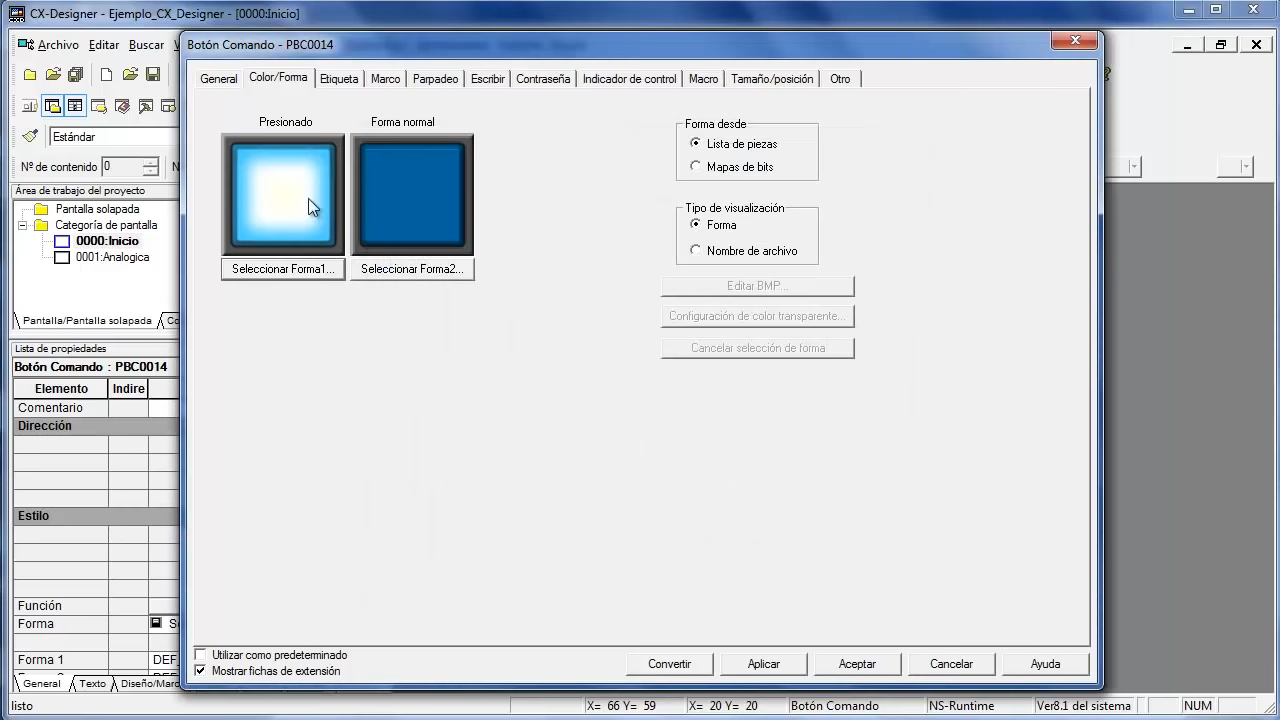 CX-Designer - Ejemplo_CX_Designer - [0000:Inicio]
Archivo Editar Buscar
Botón Comando - PBC0014
General Color/Forma Etiqueta Marco Parpadeo Escribir Contraseña Indicador de control Macro Tamaño/posición Otro
Estándar
Nº de contenido 0
Área de trabajo del proyecto
Pantalla solapada
Categoría de pantalla
0000:Inicio
0001:Analogica
Pantalla/Pantalla solapada
Lista de propiedades
Botón Comando : PBC0014
Elemento Indire
Comentario
Dirección
Estilo
Función
Forma
Forma 1 DEF_
General Texto Diseño/Mar
Presionado Forma normal
Seleccionar Forma1... Seleccionar Forma2...
Forma desde
Lista de piezas
Mapas de bits
Tipo de visualización
Forma
Nombre de archivo
Editar BMP...
Configuración de color transparente...
Cancelar selección de forma
Utilizar como predeterminado
Mostrar fichas de extensión
Convertir Aplicar Aceptar Cancelar Ayuda
listo X= 66 Y= 59 X= 20 Y= 20 Botón Comando NS-Runtime Ver8.1 del sistema NUM